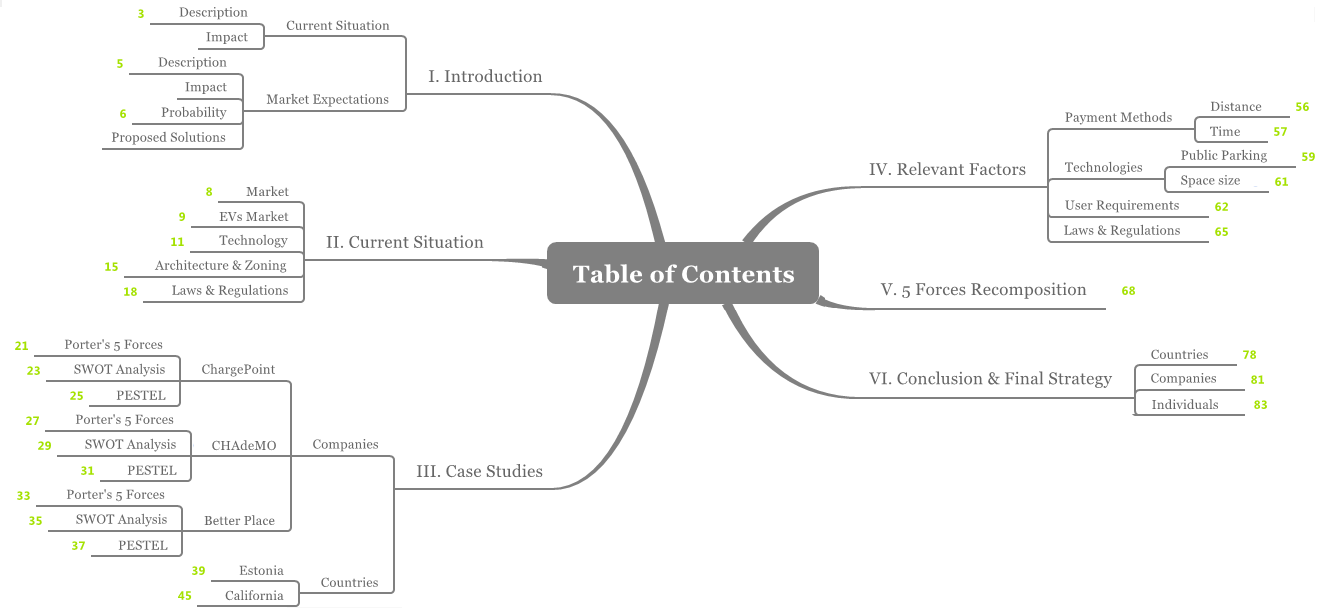 Table of Contents
I. Introduction
Current Situation
Description 3
Impact
Market Expectations
Description 5
Impact
Probability 6
Proposed Solutions
II. Current Situation
Market 8
EVs Market 9
Technology 11
Architecture & Zoning 15
Laws & Regulations 18
III. Case Studies
Companies
ChargePoint
Porter's 5 Forces 21
SWOT Analysis 23
PESTEL 25
CHAdeMO
Porter's 5 Forces 27
SWOT Analysis 29
PESTEL 31
Better Place
Porter's 5 Forces 33
SWOT Analysis 35
PESTEL 37
Countries
Estonia 39
California 45
IV. Relevant Factors
Payment Methods
Distance 56
Time 57
Technologies
Public Parking 59
Space size 61
User Requirements 62
Laws & Regulations 65
V. 5 Forces Recomposition 68
VI. Conclusion & Final Strategy
Countries 78
Companies 81
Individuals 83